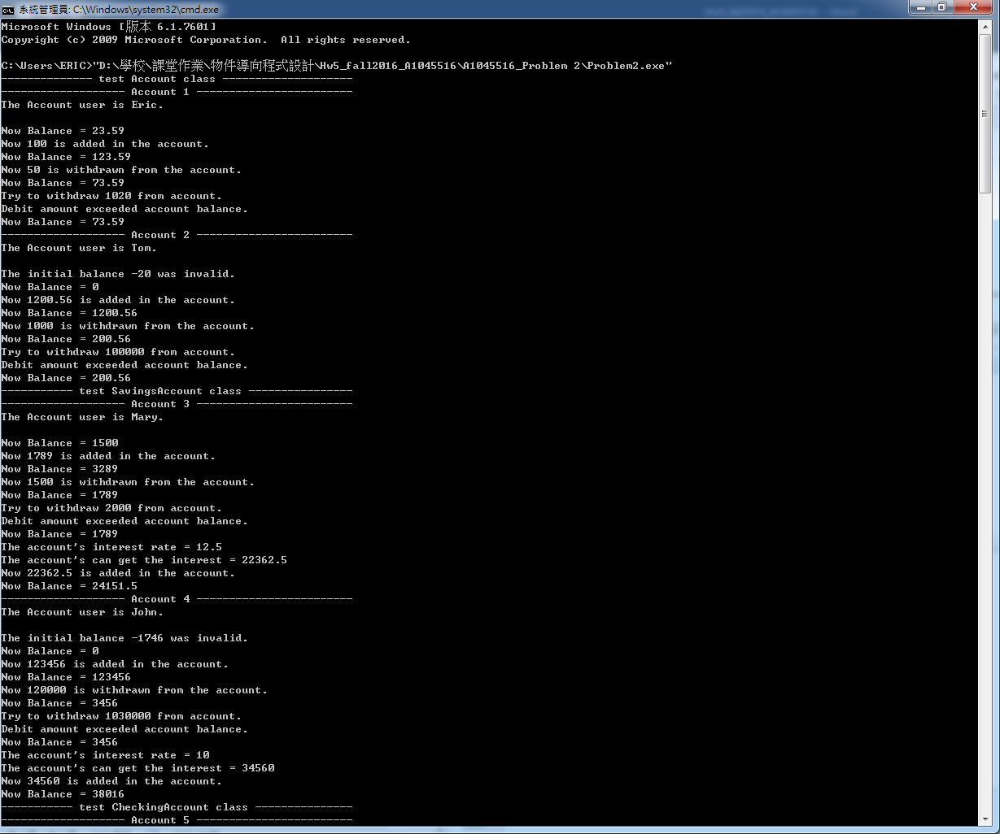 系統管理員: C:\Windows\system32\cmd.exe
Microsoft Windows [版本 6.1.7601]
Copyright (c) 2009 Microsoft Corporation.  All rights reserved.
C:\Users\ERIC>"D:\學校\課堂作業\物件導向程式設計\Hw5_fall2016_A1045516\A1045516_Problem 2\Problem2.exe"
-------------- test Account class --------------------
------------------- Account 1 ------------------------
The Account user is Eric.
Now Balance = 23.59
Now 100 is added in the account.
Now Balance = 123.59
Now 50 is withdrawn from the account.
Now Balance = 73.59
Try to withdraw 1020 from account.
Debit amount exceeded account balance.
Now Balance = 73.59
------------------- Account 2 ------------------------
The Account user is Tom.
The initial balance -20 was invalid.
Now Balance = 0
Now 1200.56 is added in the account.
Now Balance = 1200.56
Now 1000 is withdrawn from the account.
Now Balance = 200.56
Try to withdraw 100000 from account.
Debit amount exceeded account balance.
Now Balance = 200.56
----------- test SavingsAccount class ----------------
------------------- Account 3 ------------------------
The Account user is Mary.
Now Balance = 1500
Now 1789 is added in the account.
Now Balance = 3289
Now 1500 is withdrawn from the account.
Now Balance = 1789
Try to withdraw 2000 from account.
Debit amount exceeded account balance.
Now Balance = 1789
The account's interest rate = 12.5
The account's can get the interest = 22362.5
Now 22362.5 is added in the account.
Now Balance = 24151.5
------------------- Account 4 ------------------------
The Account user is John.
The initial balance -1746 was invalid.
Now Balance = 0
Now 123456 is added in the account.
Now Balance = 123456
Now 120000 is withdrawn from the account.
Now Balance = 3456
Try to withdraw 1030000 from account.
Debit amount exceeded account balance.
Now Balance = 3456
The account's interest rate = 10
The account's can get the interest = 34560
Now 34560 is added in the account.
Now Balance = 38016
----------- test CheckingAccount class ---------------
------------------- Account 5 ------------------------